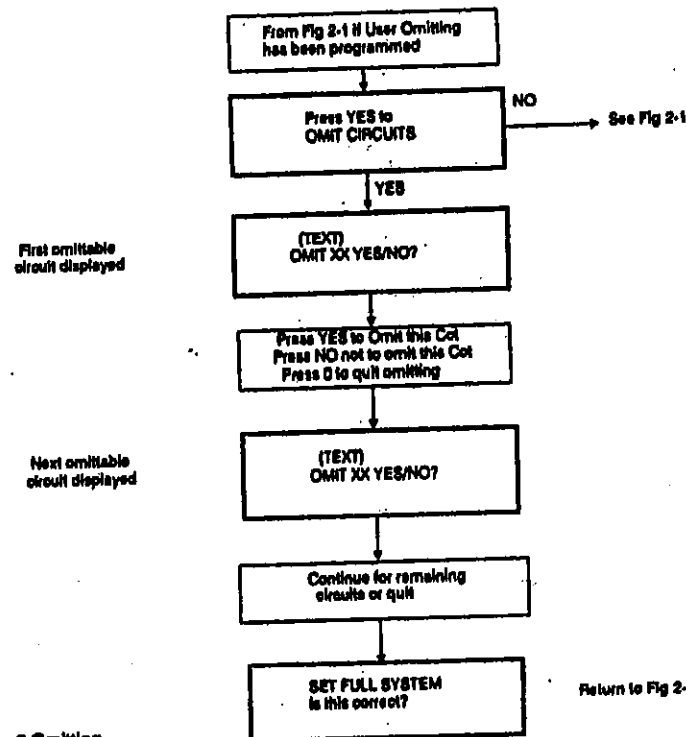 From Fig 2-1 if User Omitting
has been programmed
Press YES to
OMIT CIRCUITS
NO
See Fig 2-1
YES
First omittable
circuit displayed
(TEXT)
OMIT XX YES/NO?
Press YES to Omit this Cct
Press NO not to omit this Cct
Press 0 to quit omitting
Next omittable
circuit displayed
(TEXT)
OMIT XX YES/NO?
Continue for remaining
circuits or quit
SET FULL SYSTEM
Is this correct?
Return to Fig 2-
Omitting